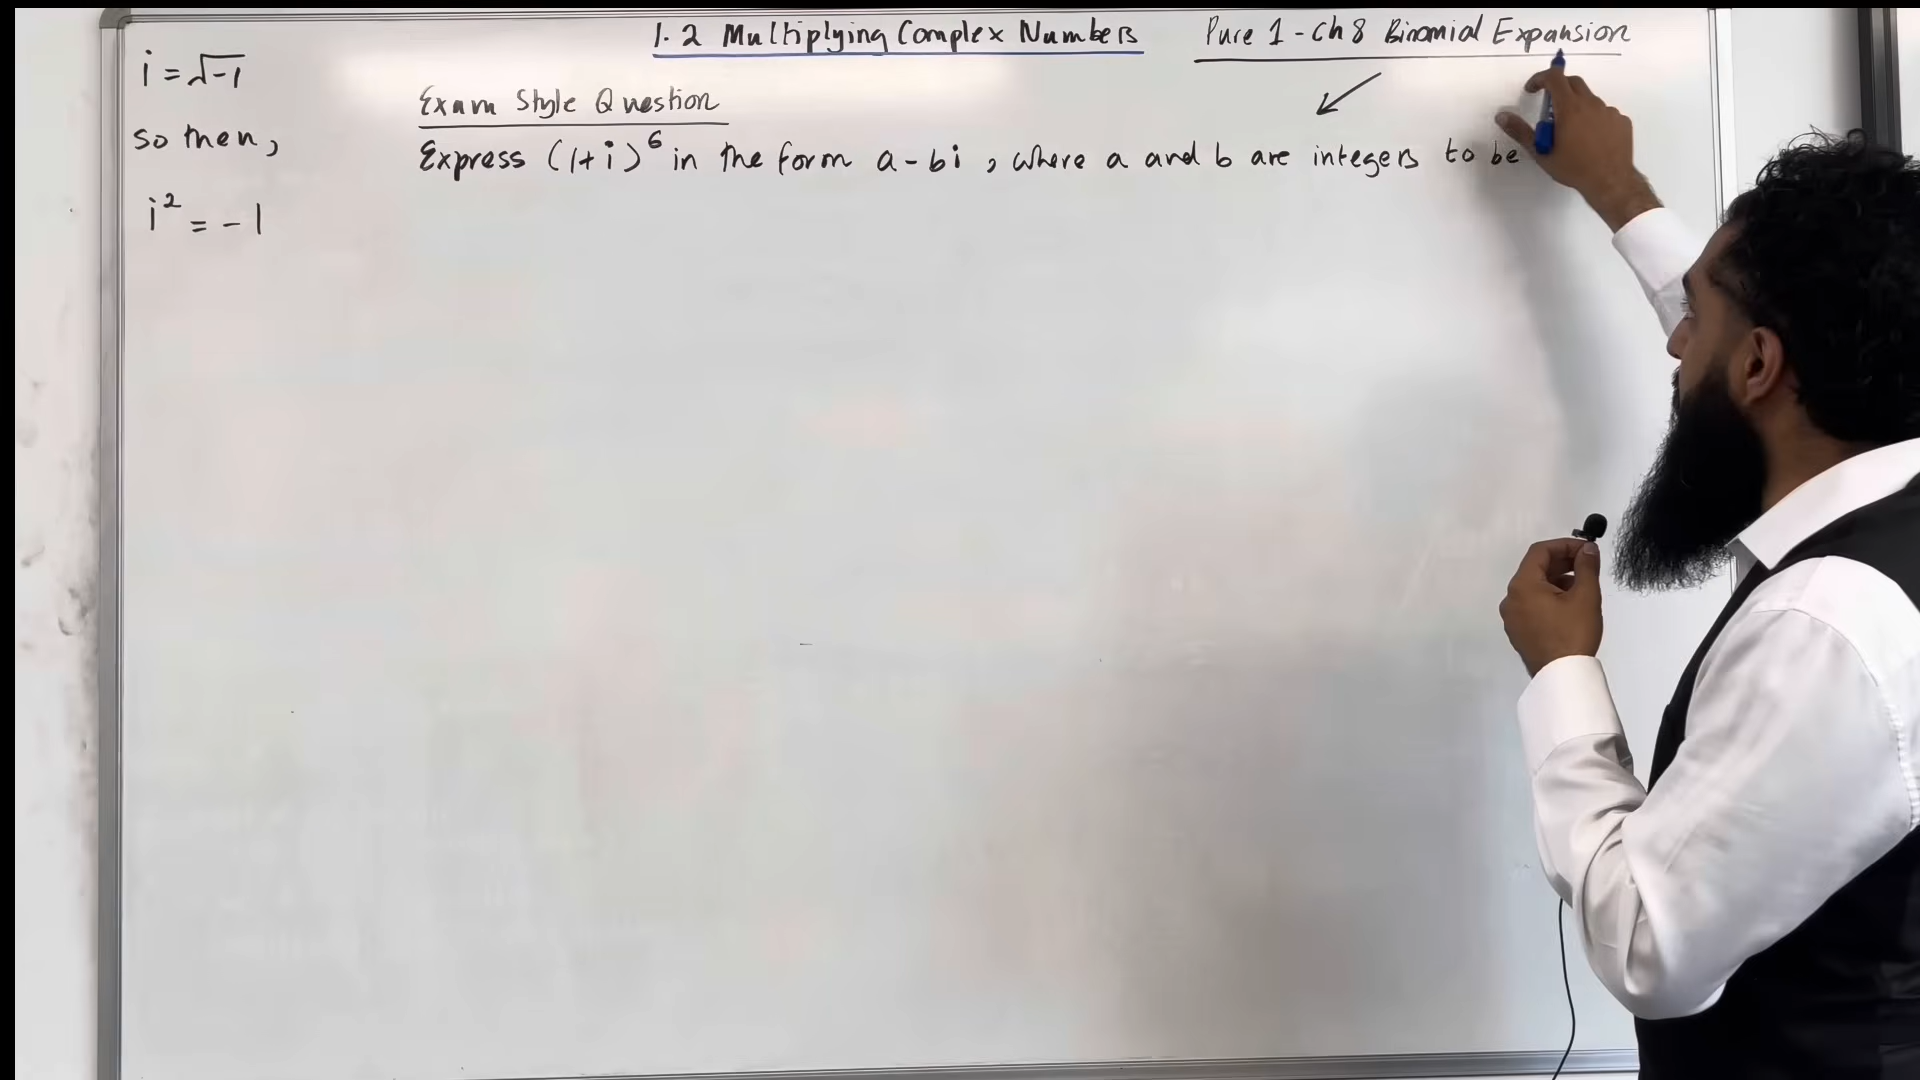 1.2 Multiplying Complex Numbers
Pure 1 - Ch 8 Binomial Expansion
i = √-1
so then,
i² = -1
Exam Style Question
Express (1+i)⁶ in the form a - bi, where a and b are integers to be